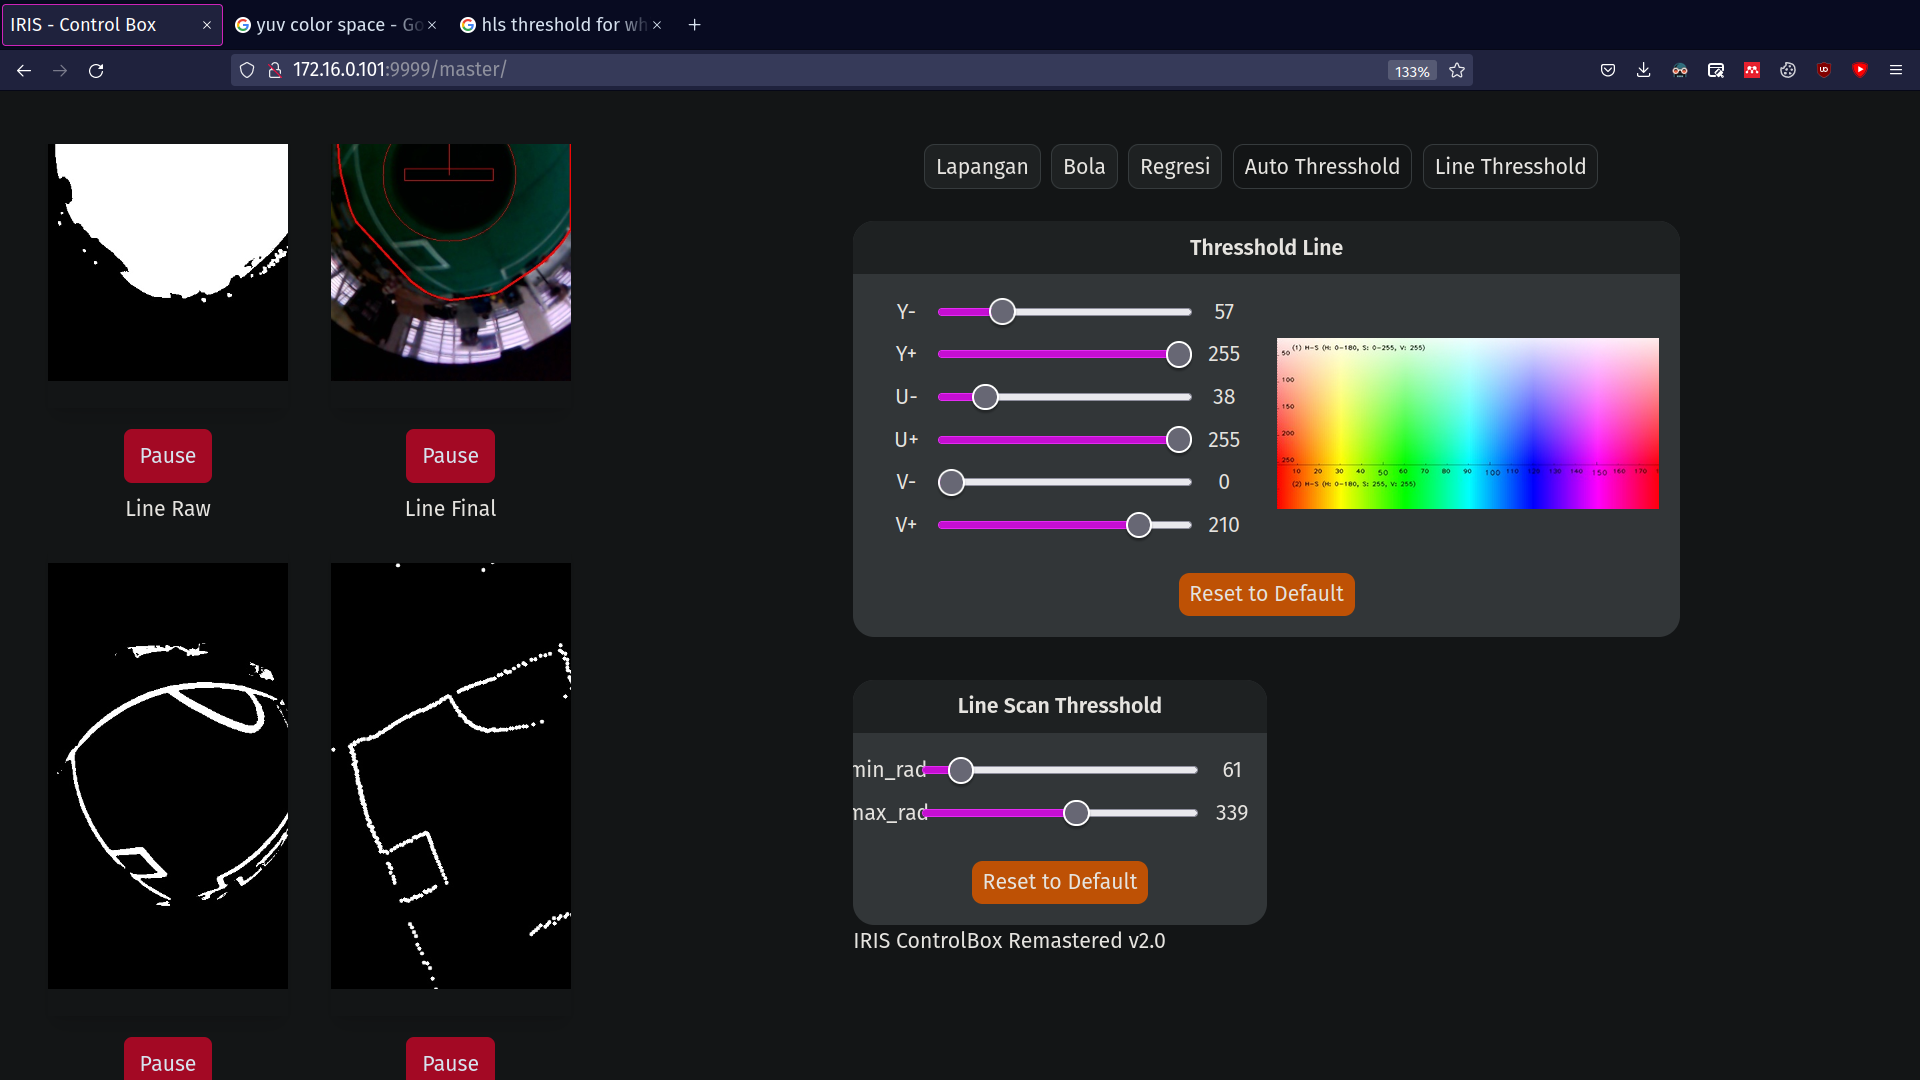 IRIS - Control Box
yuv color space - Go
hls threshold for wh
172.16.0.101:9999/master/
133%
Lapangan
Bola
Regresi
Auto Thresshold
Line Thresshold
Pause
Line Raw
Pause
Line Final
Thresshold Line
Y-
57
Y+
255
U-
38
U+
255
V-
0
V+
210
(1) H-S (H: 0-180, S: 0-255, V: 255)
50
100
150
200
250
10 20 30 40 50 60 70 80 90 100 110 120 130 140 150 160 170
(2) H-S (H: 0-180, S: 255, V: 255)
Reset to Default
Line Scan Thresshold
min_rad
61
max_rad
339
Reset to Default
IRIS ControlBox Remastered v2.0
Pause
Pause